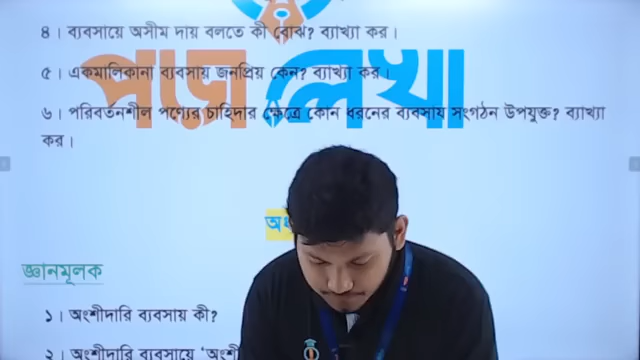 ৪। ব্যবসায়ে অসীম দায় বলতে কী বোঝ? ব্যাখ্যা কর।
৫। একমালিকানা ব্যবসায় জনপ্রিয় কেন? ব্যাখ্যা কর।
পড়া লেখা
৬। পরিবর্তনশীল পণ্যের চাহিদার ক্ষেত্রে কোন ধরনের ব্যবসায় সংগঠন উপযুক্ত? ব্যাখ্যা
কর।
জ্ঞানমূলক
১। অংশীদারি ব্যবসায় কী?
২। অংশীদারি ব্যবসায়ে